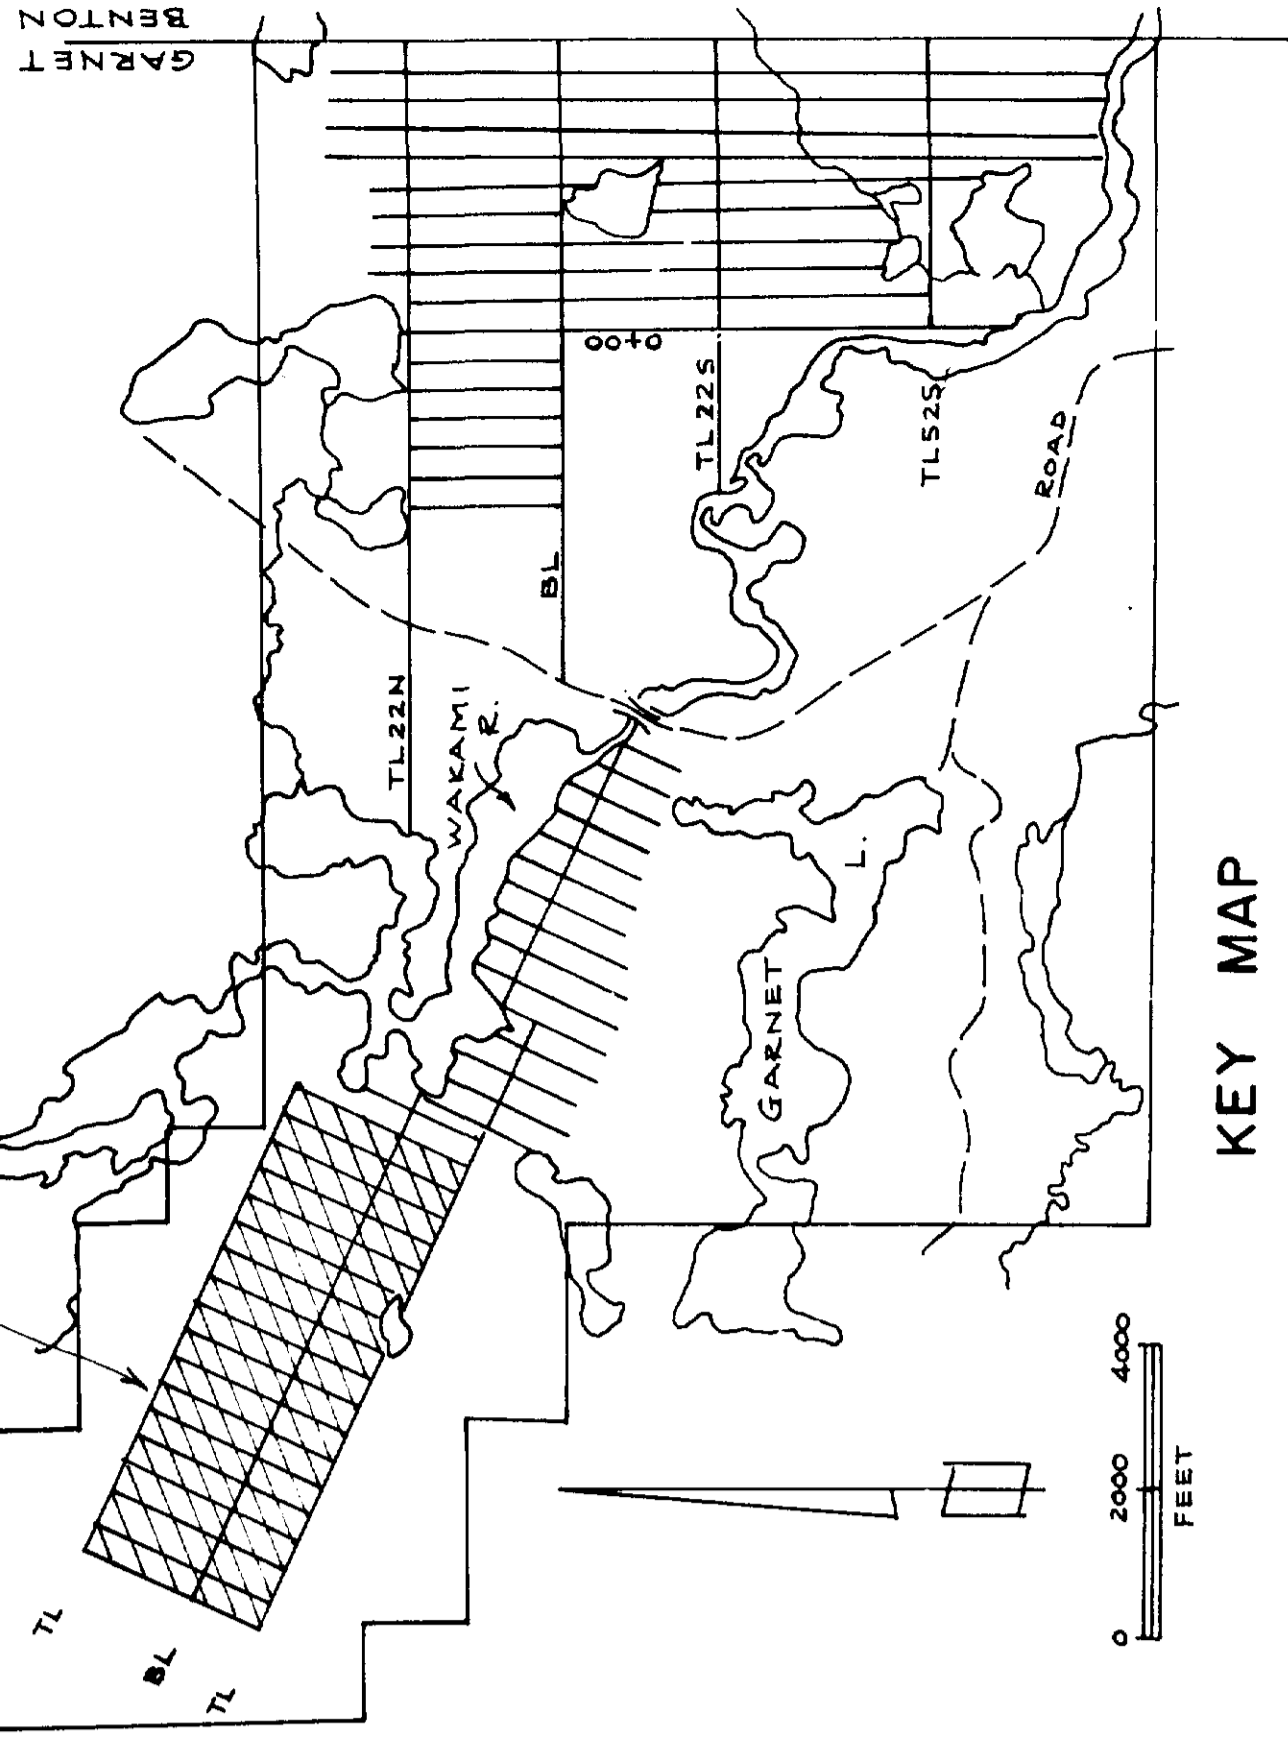 BENTON
GARNET
0+00
TL22S
TL52S
ROAD
BL
TL22N
WAKAMI
R.
GARNET
L.
TL
BL
TL
0 2000 4000
FEET
KEY MAP